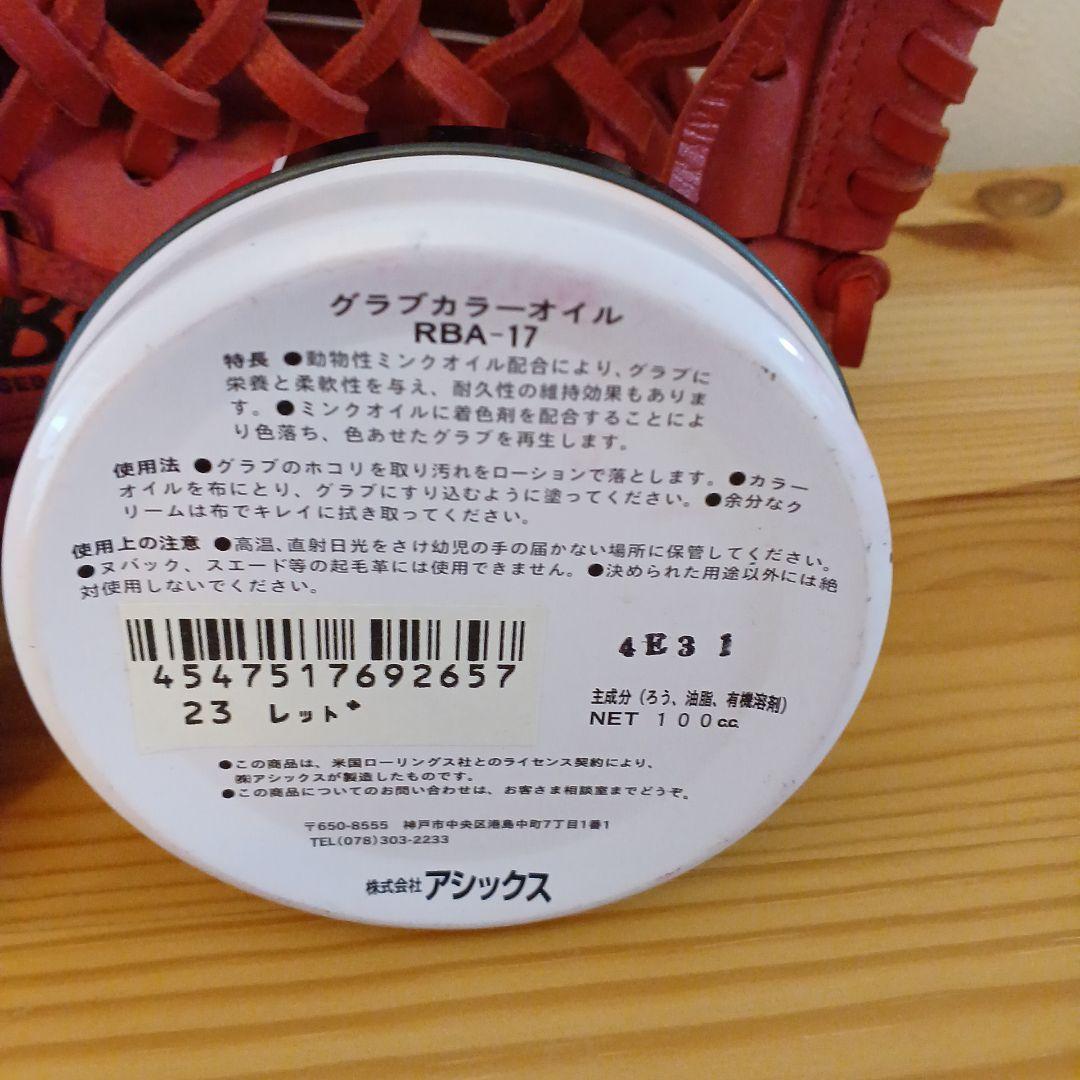 グラブカラーオイル
RBA-17
特長 ●動物性ミンクオイル配合により、グラブに
栄養と柔軟性を与え、耐久性の維持効果もありま
す。●ミンクオイルに着色剤を配合することによ
り色落ち、色あせたグラブを再生します。
使用法 ●グラブのホコリを取り汚れをローションで落とします。●カラー
オイルを布にとり、グラブにすり込むように塗ってください。●余分なク
リームは布でキレイに拭き取ってください。
使用上の注意 ●高温、直射日光をさけ幼児の手の届かない場所に保管してください。
●ヌバック、スエード等の起毛革には使用できません。●決められた用途以外には絶
対使用しないでください。
4547517692657
23 レッド
4E31
主成分（ろう、油脂、有機溶剤）
NET 100c.c.
●この商品は、米国ローリングス社とのライセンス契約により、
㈱アシックスが製造したものです。
●この商品についてのお問い合わせは、お客さま相談室までどうぞ。
〒650-8555 神戸市中央区港島中町7丁目1番1
TEL(078)303-2233
株式会社アシックス